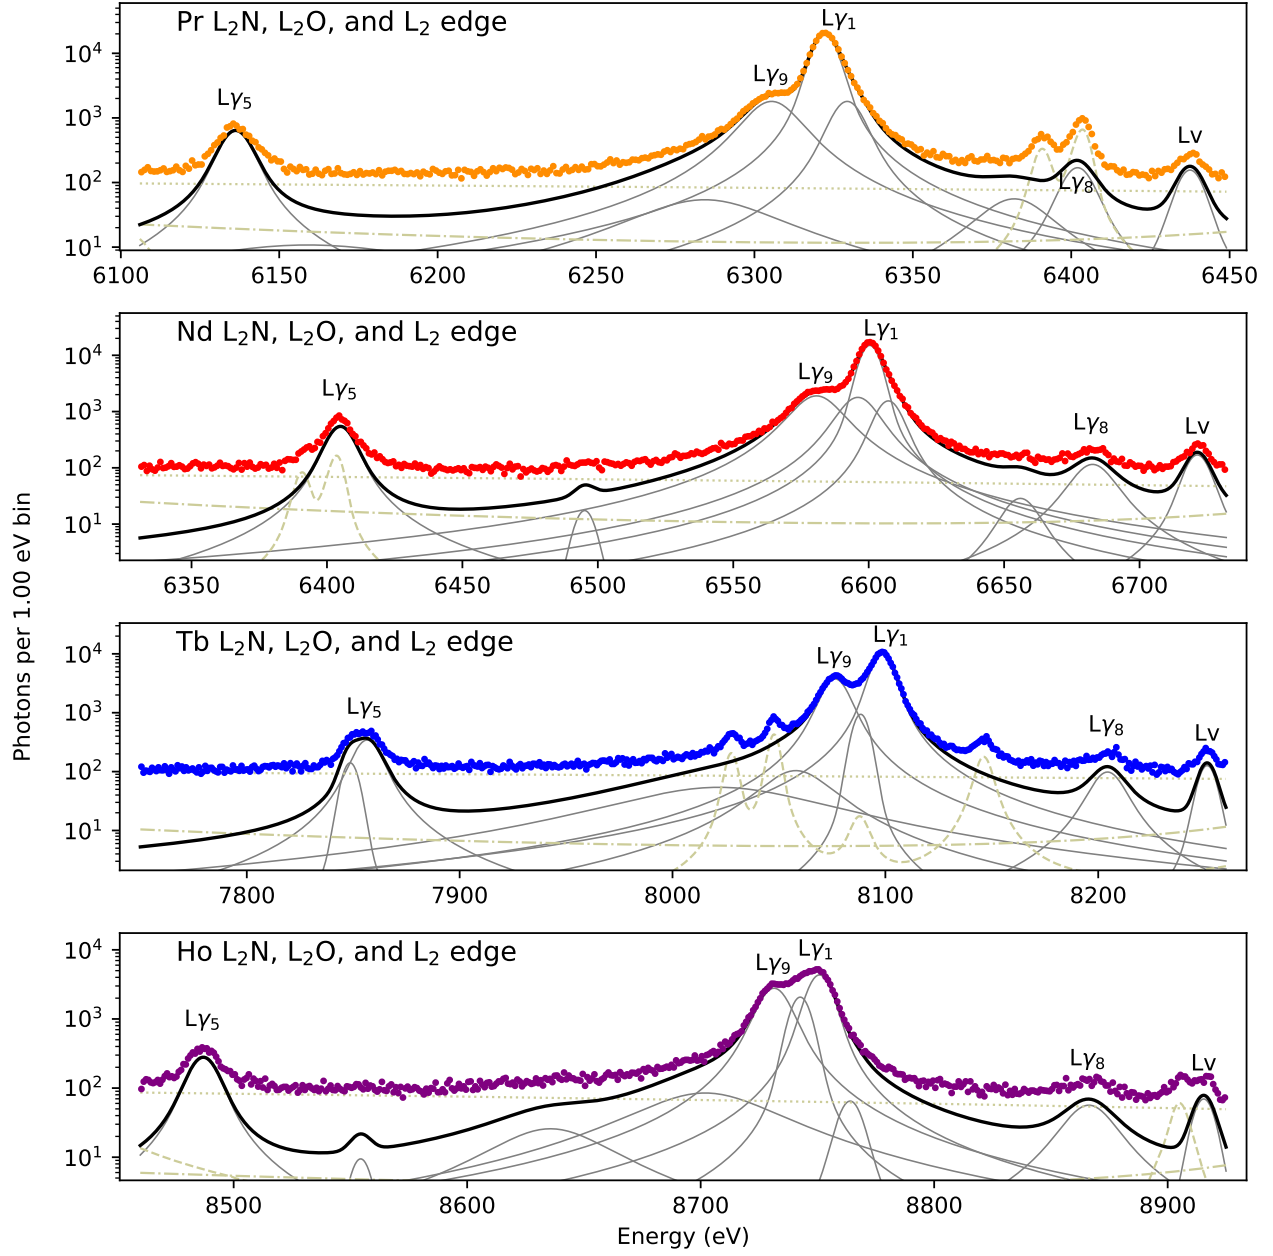 Pr L₂N, L₂O, and L₂ edge
Lγ₅
Lγ₉
Lγ₁
Lγ₈
Lv
10⁴
10³
10²
10¹
6100 6150 6200 6250 6300 6350 6400 6450
Nd L₂N, L₂O, and L₂ edge
Lγ₅
Lγ₉
Lγ₁
Lγ₈
Lv
10⁴
10³
10²
10¹
6350 6400 6450 6500 6550 6600 6650 6700
Photons per 1.00 eV bin
Tb L₂N, L₂O, and L₂ edge
Lγ₅
Lγ₉
Lγ₁
Lγ₈
Lv
10⁴
10³
10²
10¹
7800 7900 8000 8100 8200
Ho L₂N, L₂O, and L₂ edge
Lγ₅
Lγ₉
Lγ₁
Lγ₈
Lv
10⁴
10³
10²
10¹
8500 8600 8700 8800 8900
Energy (eV)